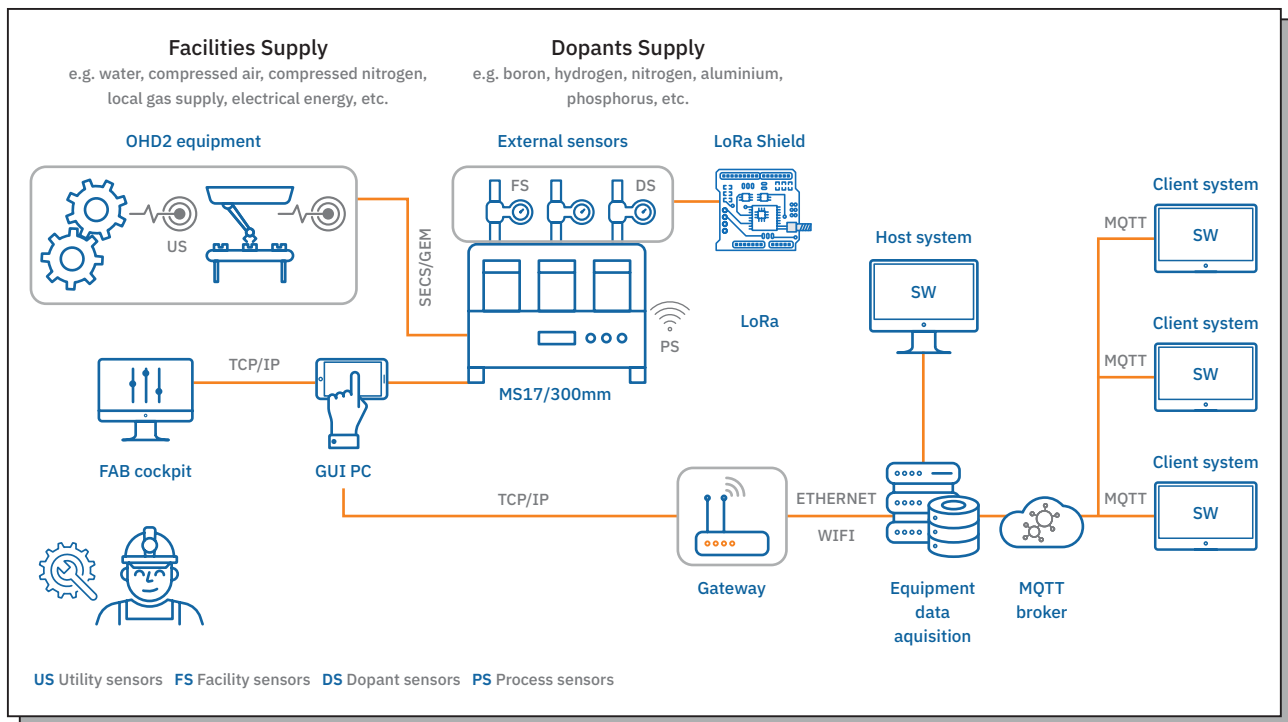 Facilities Supply
e.g. water, compressed air, compressed nitrogen,
local gas supply, electrical energy, etc.
Dopants Supply
e.g. boron, hydrogen, nitrogen, aluminium,
phosphorus, etc.
OHD2 equipment
External sensors
LoRa Shield
FS
DS
US
SECS/GEM
Client system
MQTT
SW
Host system
SW
LoRa
PS
Client system
MQTT
SW
TCP/IP
MS17/300mm
FAB cockpit
GUI PC
Client system
MQTT
SW
TCP/IP
ETHERNET
WIFI
Gateway
Equipment
data
aquisition
MQTT
broker
US Utility sensors FS Facility sensors DS Dopant sensors PS Process sensors